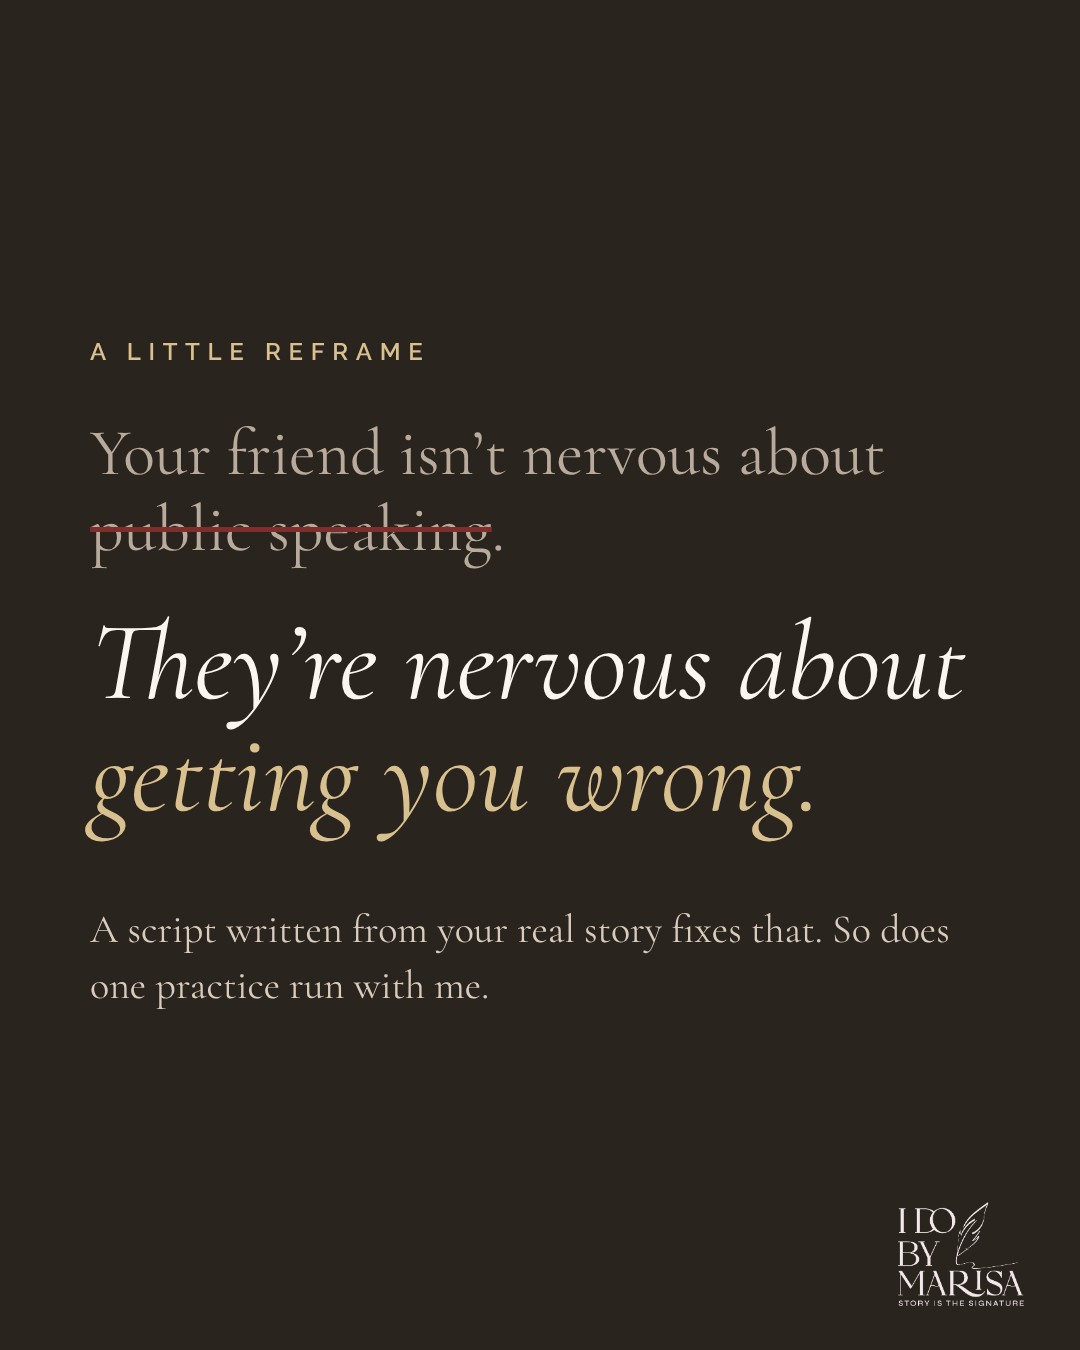 A LITTLE REFRAME
Your friend isn’t nervous about
public speaking.
They’re nervous about
getting you wrong.
A script written from your real story fixes that. So does
one practice run with me.
I DO
BY
MARISA
STORY IS THE SIGNATURE